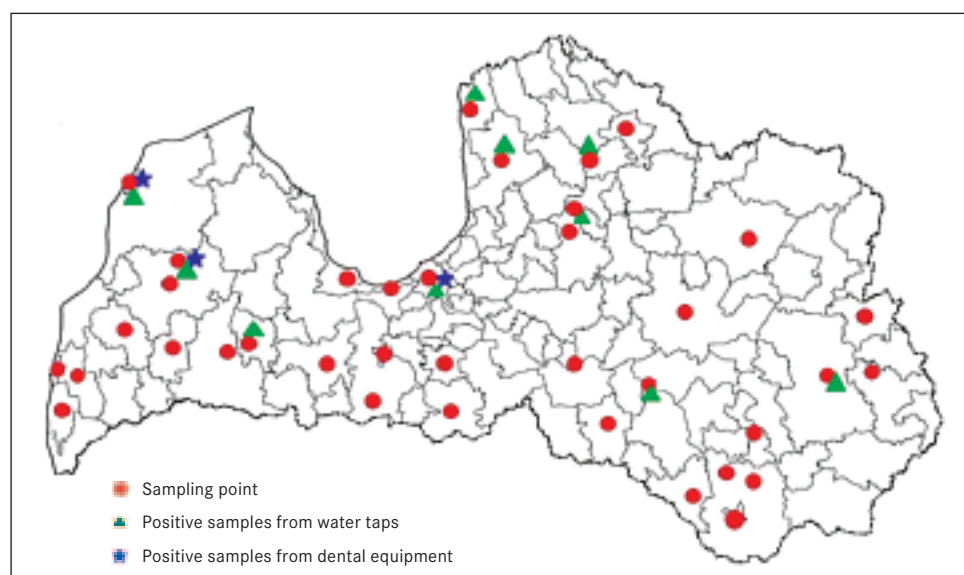 Sampling point
Positive samples from water taps
Positive samples from dental equipment